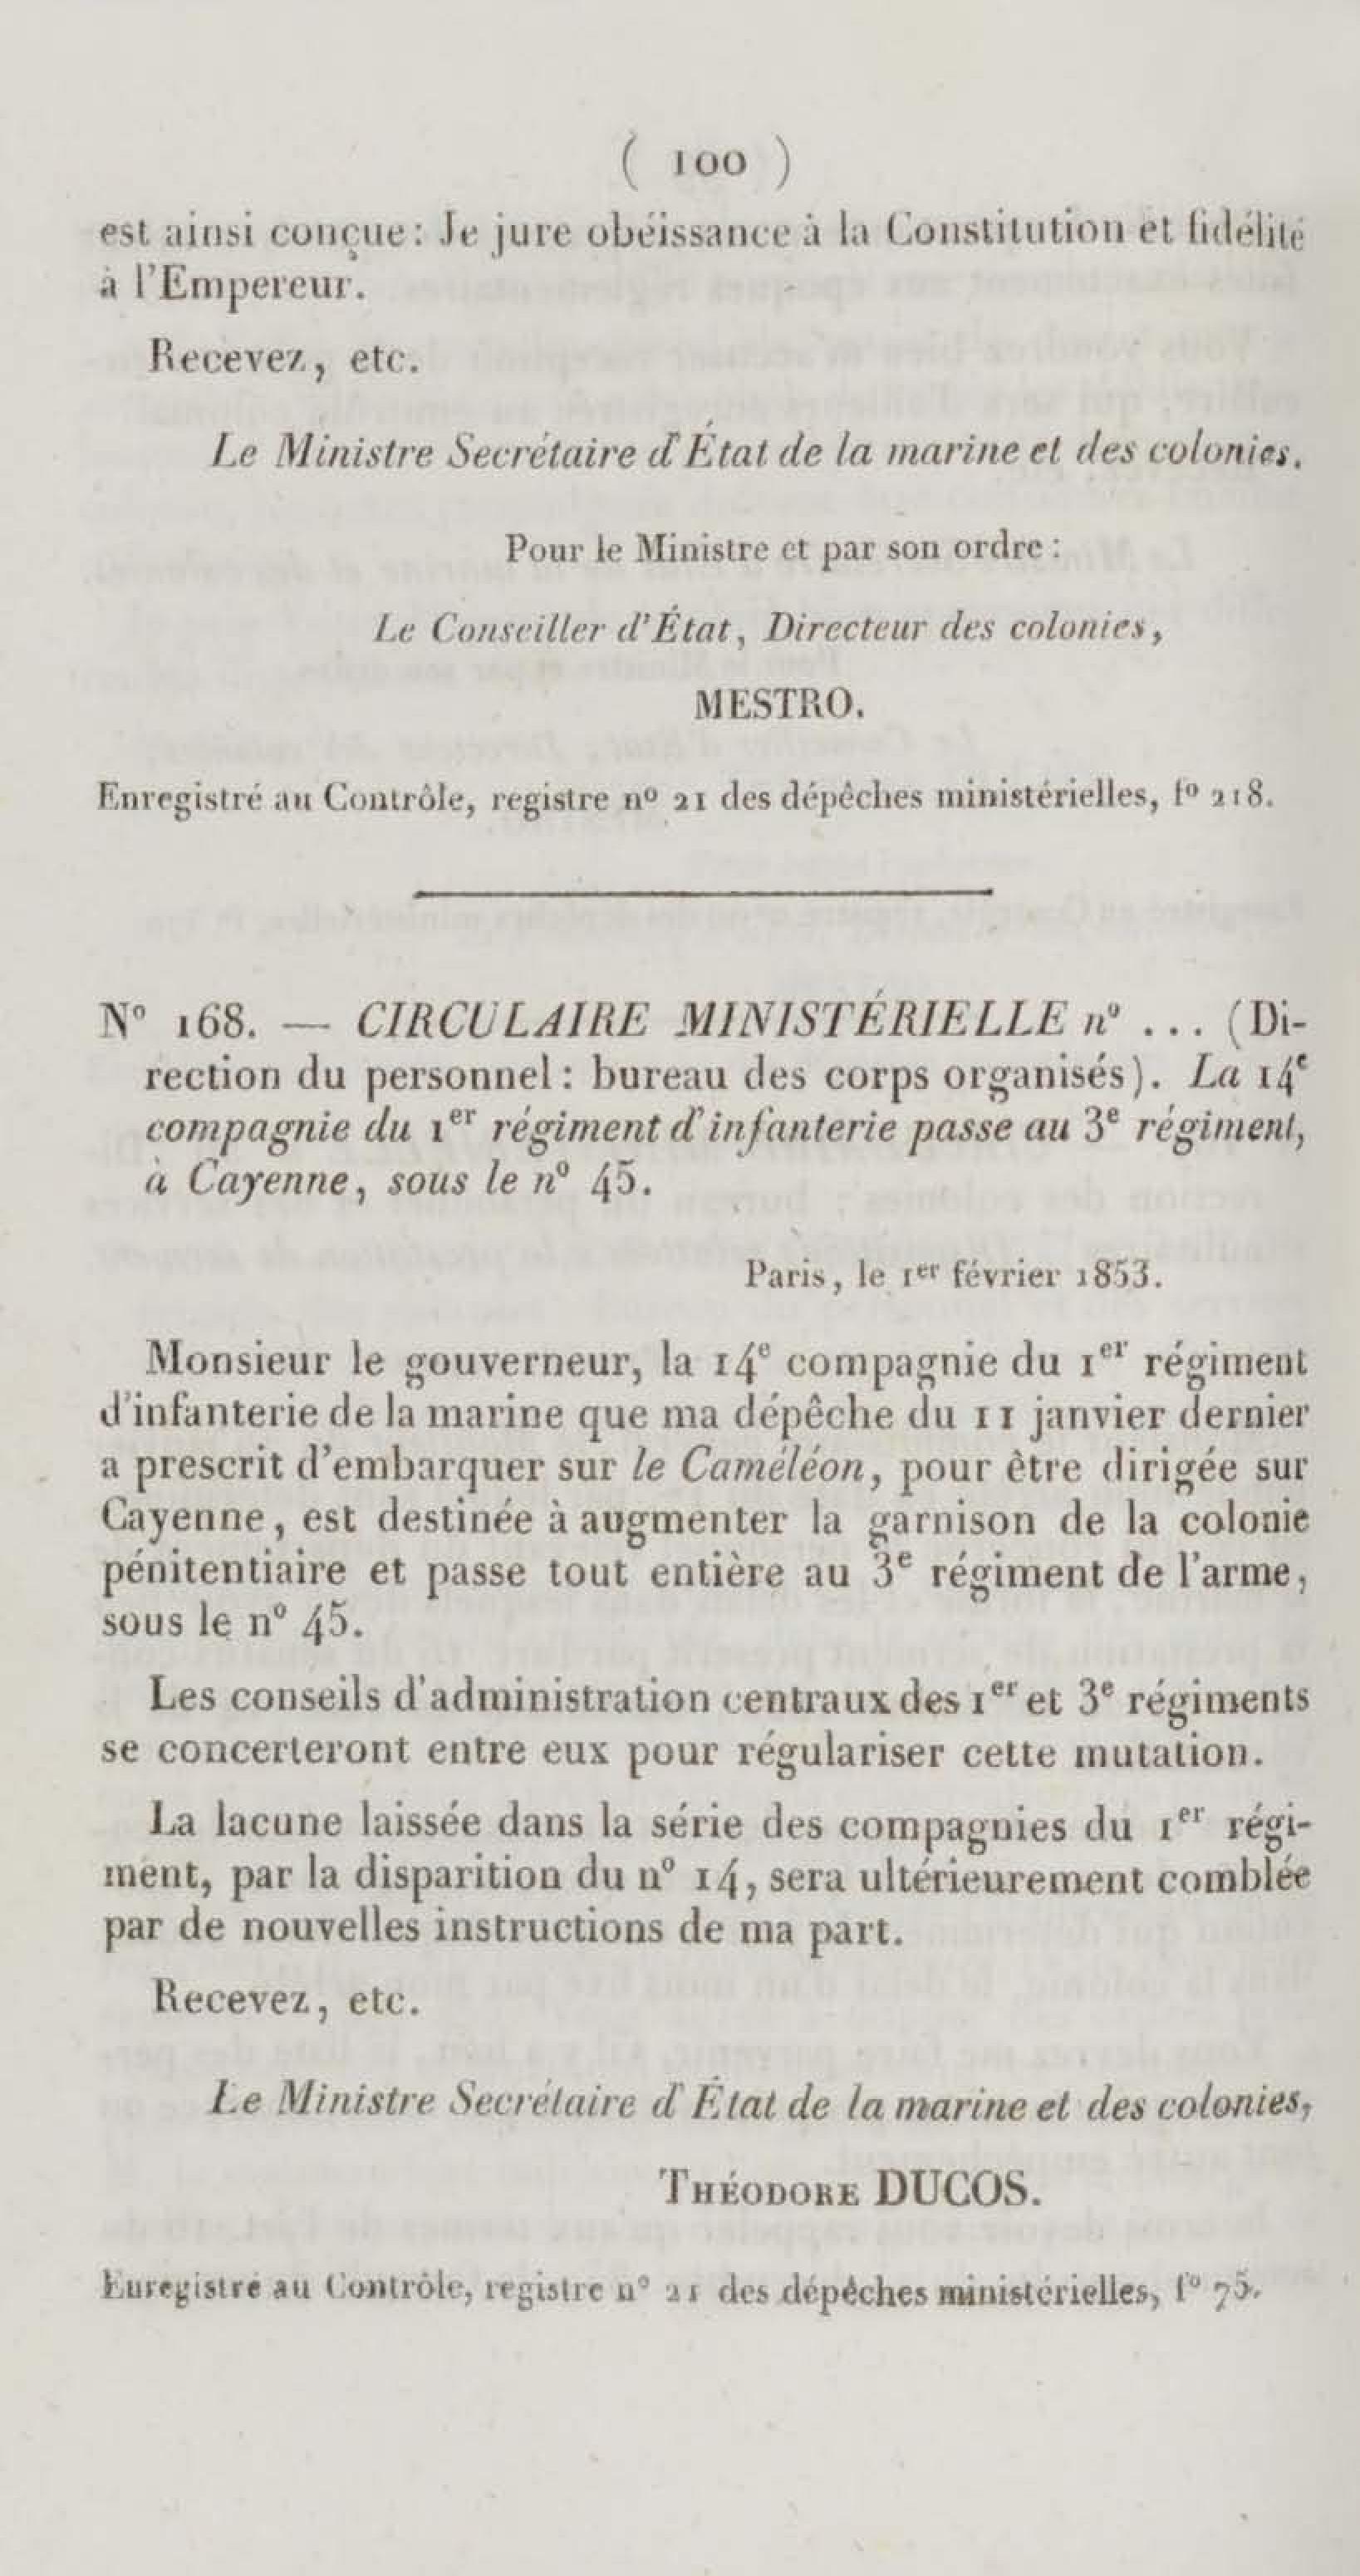 ( 100 )
est ainsi conçue : Je jure obéissance à la Constitution et fidélité
à l'Empereur.
Recevez, etc.
Le Ministre Secrétaire d'État de la marine et des colonies.
Pour le Ministre et par son ordre :
Le Conseiller d'État, Directeur des colonies,
MESTRO.
Enregistré au Contrôle, registre nº 21 des dépêches ministérielles, fº 218.
Nº 168. — CIRCULAIRE MINISTÉRIELLE nº ... (Di-
rection du personnel : bureau des corps organisés). La 14e
compagnie du 1er régiment d'infanterie passe au 3e régiment,
à Cayenne, sous le nº 45.
Paris, le 1er février 1853.
Monsieur le gouverneur, la 14e compagnie du 1er régiment
d'infanterie de la marine que ma dépêche du 11 janvier dernier
a prescrit d'embarquer sur le Caméléon, pour être dirigée sur
Cayenne, est destinée à augmenter la garnison de la colonie
pénitentiaire et passe tout entière au 3e régiment de l'arme,
sous le nº 45.
Les conseils d'administration centraux des 1er et 3e régiments
se concerteront entre eux pour régulariser cette mutation.
La lacune laissée dans la série des compagnies du 1er régi-
ment, par la disparition du nº 14, sera ultérieurement comblée
par de nouvelles instructions de ma part.
Recevez, etc.
Le Ministre Secrétaire d'État de la marine et des colonies,
THÉODORE DUCOS.
Enregistré au Contrôle, registre nº 21 des dépêches ministérielles, fº 75.